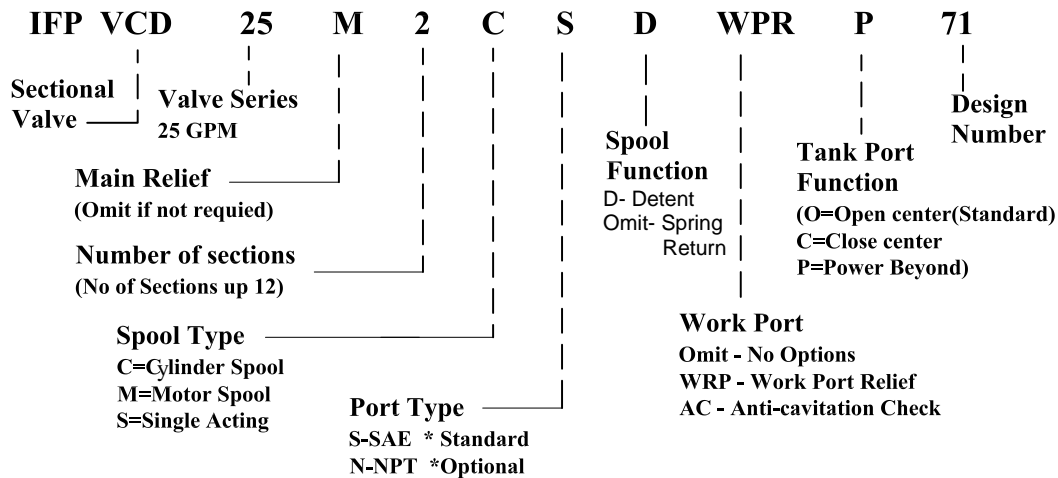 IFP VCD 25 M 2 C S D WPR P 71
Sectional
Valve
Valve Series
25 GPM
Main Relief
(Omit if not requied)
Number of sections
(No of Sections up 12)
Spool Type
C=Cylinder Spool
M=Motor Spool
S=Single Acting
Port Type
S-SAE * Standard
N-NPT *Optional
Spool
Function
D- Detent
Omit- Spring
Return
Work Port
Omit - No Options
WRP - Work Port Relief
AC - Anti-cavitation Check
Tank Port
Function
(O=Open center(Standard)
C=Close center
P=Power Beyond)
Design
Number